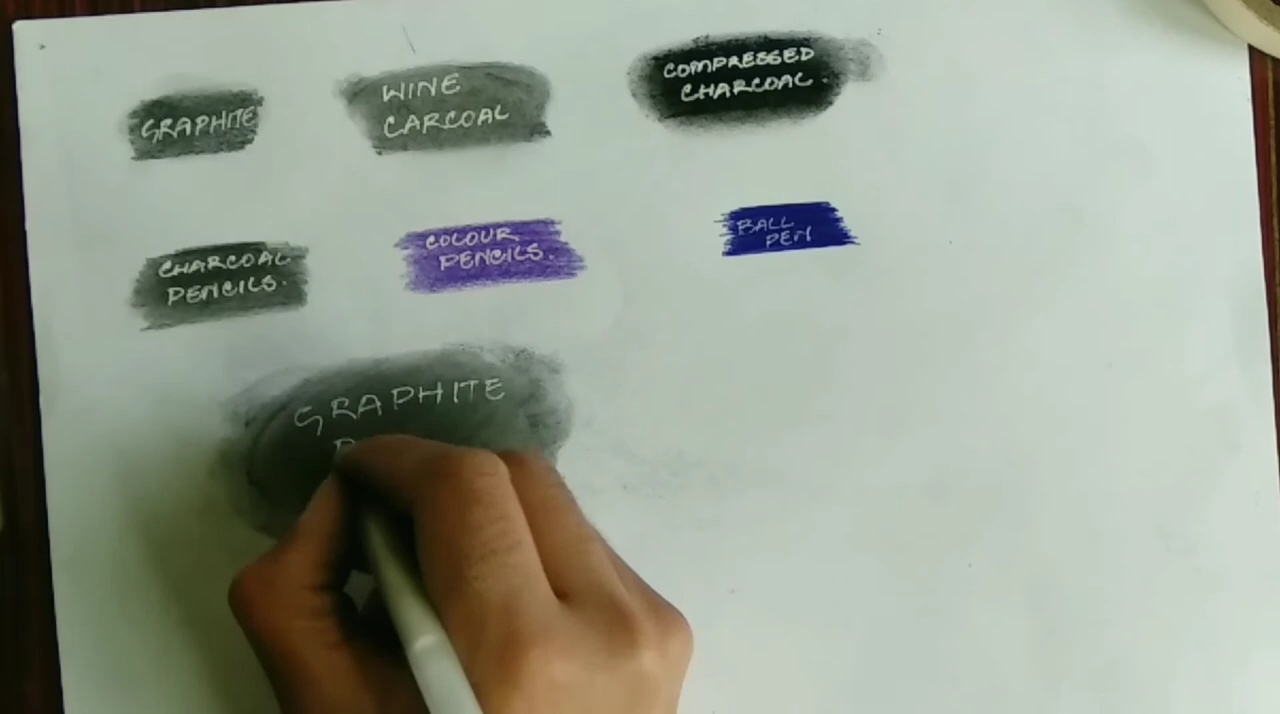 GRAPHITE
WINE
CARCOAL
COMPRESSED
CHARCOAL.
CHARCOAL
PENCILS.
COLOUR
PENCILS.
BALL
PEN
GRAPHITE